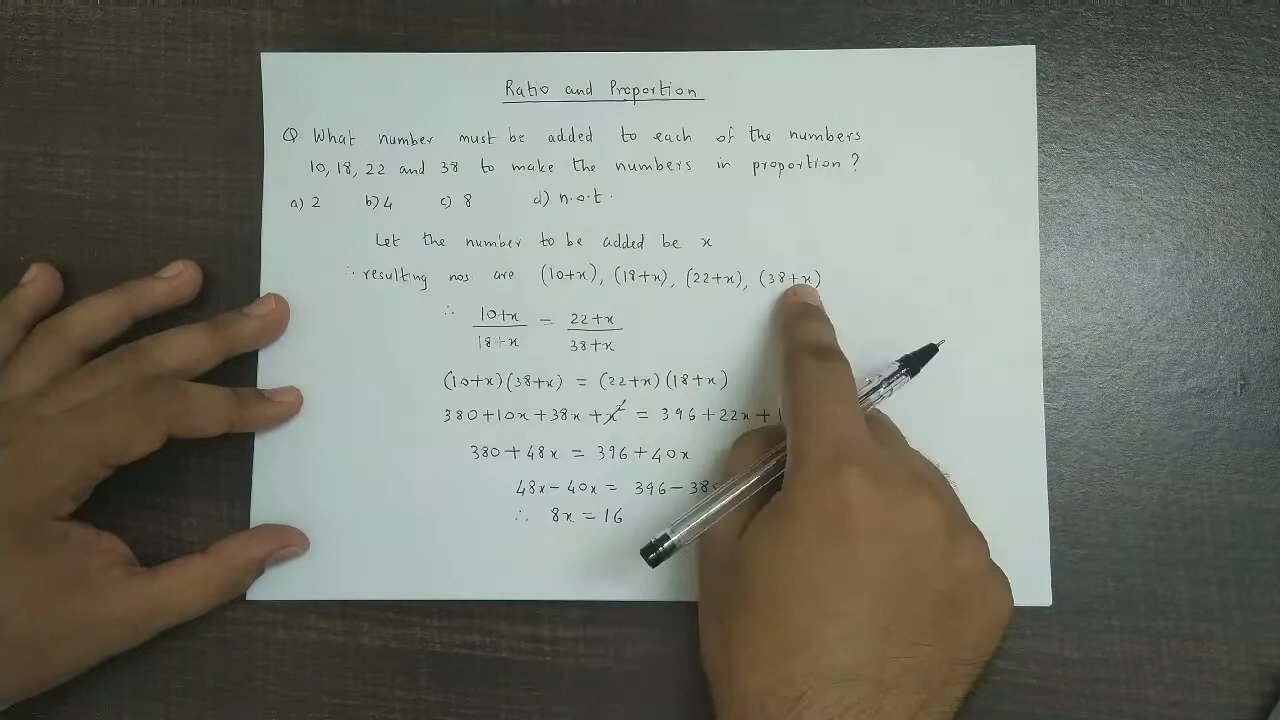 Ratio and Proportion
Q What number must be added to each of the numbers
10, 18, 22 and 38 to make the numbers in proportion?
a) 2 b) 4 c) 8 d) n.o.t.
Let the number to be added be x
∴ resulting nos are (10+x), (18+x), (22+x), (38+x)
∴ 10+x/18+x = 22+x/38+x
(10+x)(38+x) = (22+x)(18+x)
380+10x+38x+x² = 396+22x+1
380+48x = 396+40x
48x-40x = 396-38
∴ 8x = 16